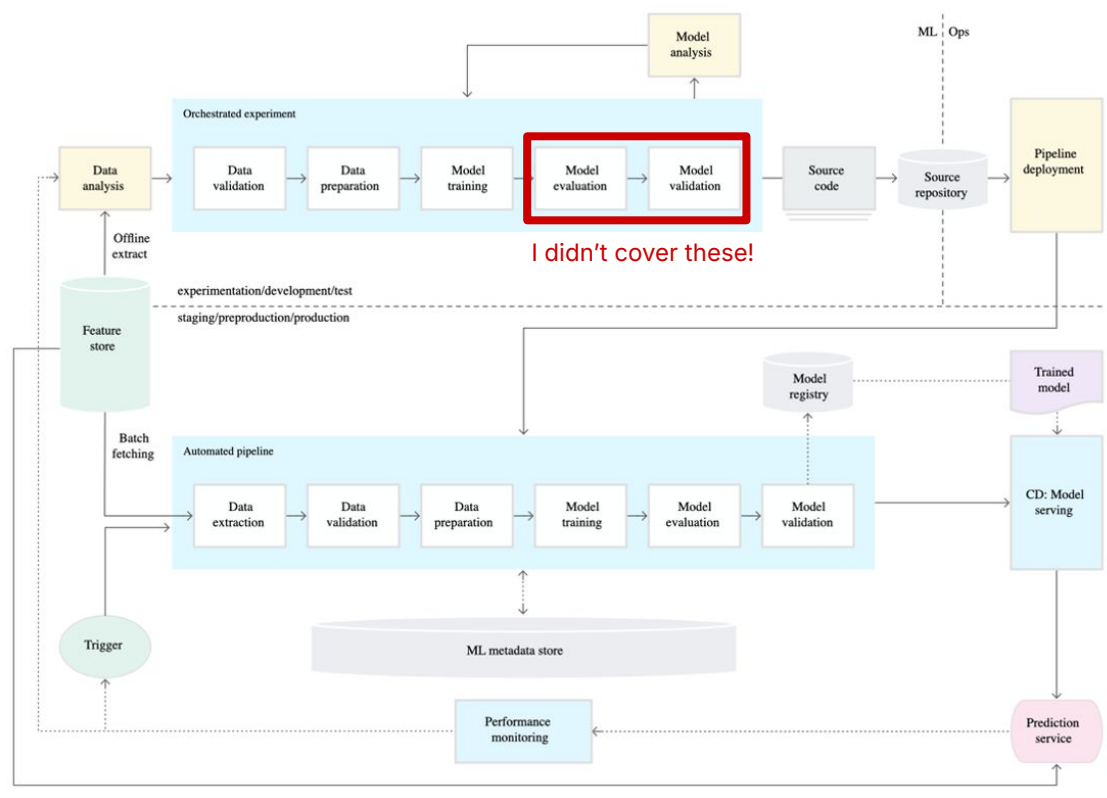 Model
analysis
ML
Ops
Orchestrated experiment
Data
analysis
Data
validation
Data
preparation
Model
training
Model
evaluation
Model
validation
Source
code
Source
repository
Pipeline
deployment
Offline
extract
I didn’t cover these!
experimentation/development/test
staging/preproduction/production
Feature
store
Model
registry
Trained
model
Batch
fetching
Automated pipeline
Data
extraction
Data
validation
Data
preparation
Model
training
Model
evaluation
Model
validation
CD: Model
serving
Trigger
ML metadata store
Performance
monitoring
Prediction
service